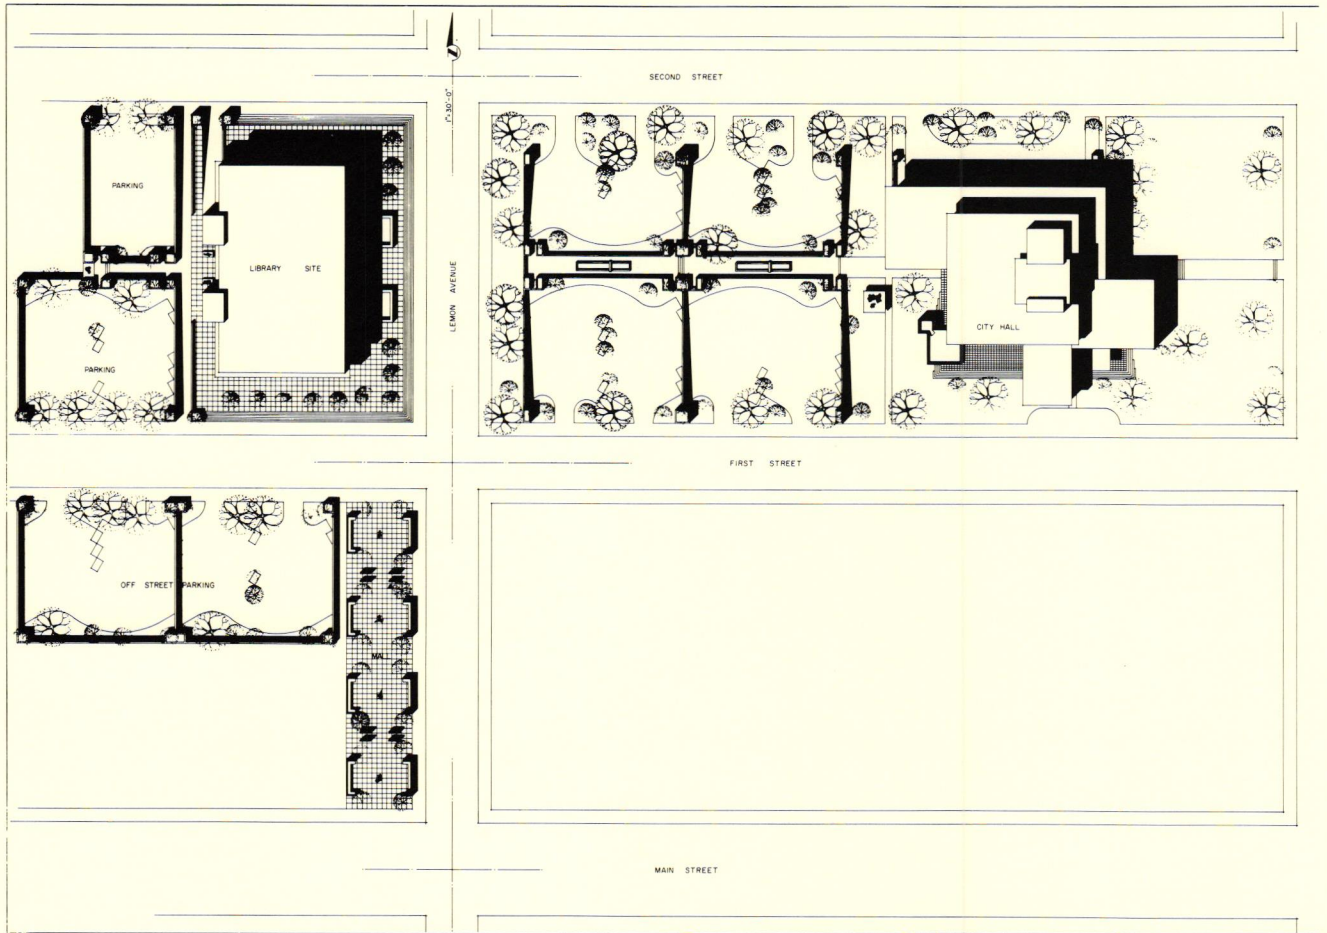 SECOND STREET
1"=30'-0"
PARKING
LIBRARY SITE
LEMON AVENUE
CITY HALL
PARKING
FIRST STREET
OFF STREET PARKING
MALL
MAIN STREET